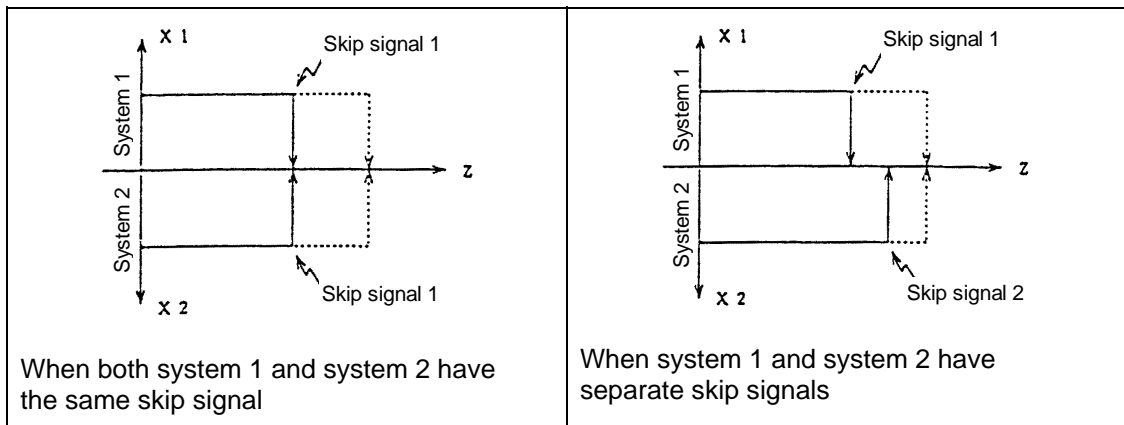 X 1
Skip signal 1
System 1
Z
System 2
Skip signal 1
X 2
When both system 1 and system 2 have
the same skip signal
X 1
Skip signal 1
System 1
Z
System 2
Skip signal 2
X 2
When system 1 and system 2 have
separate skip signals